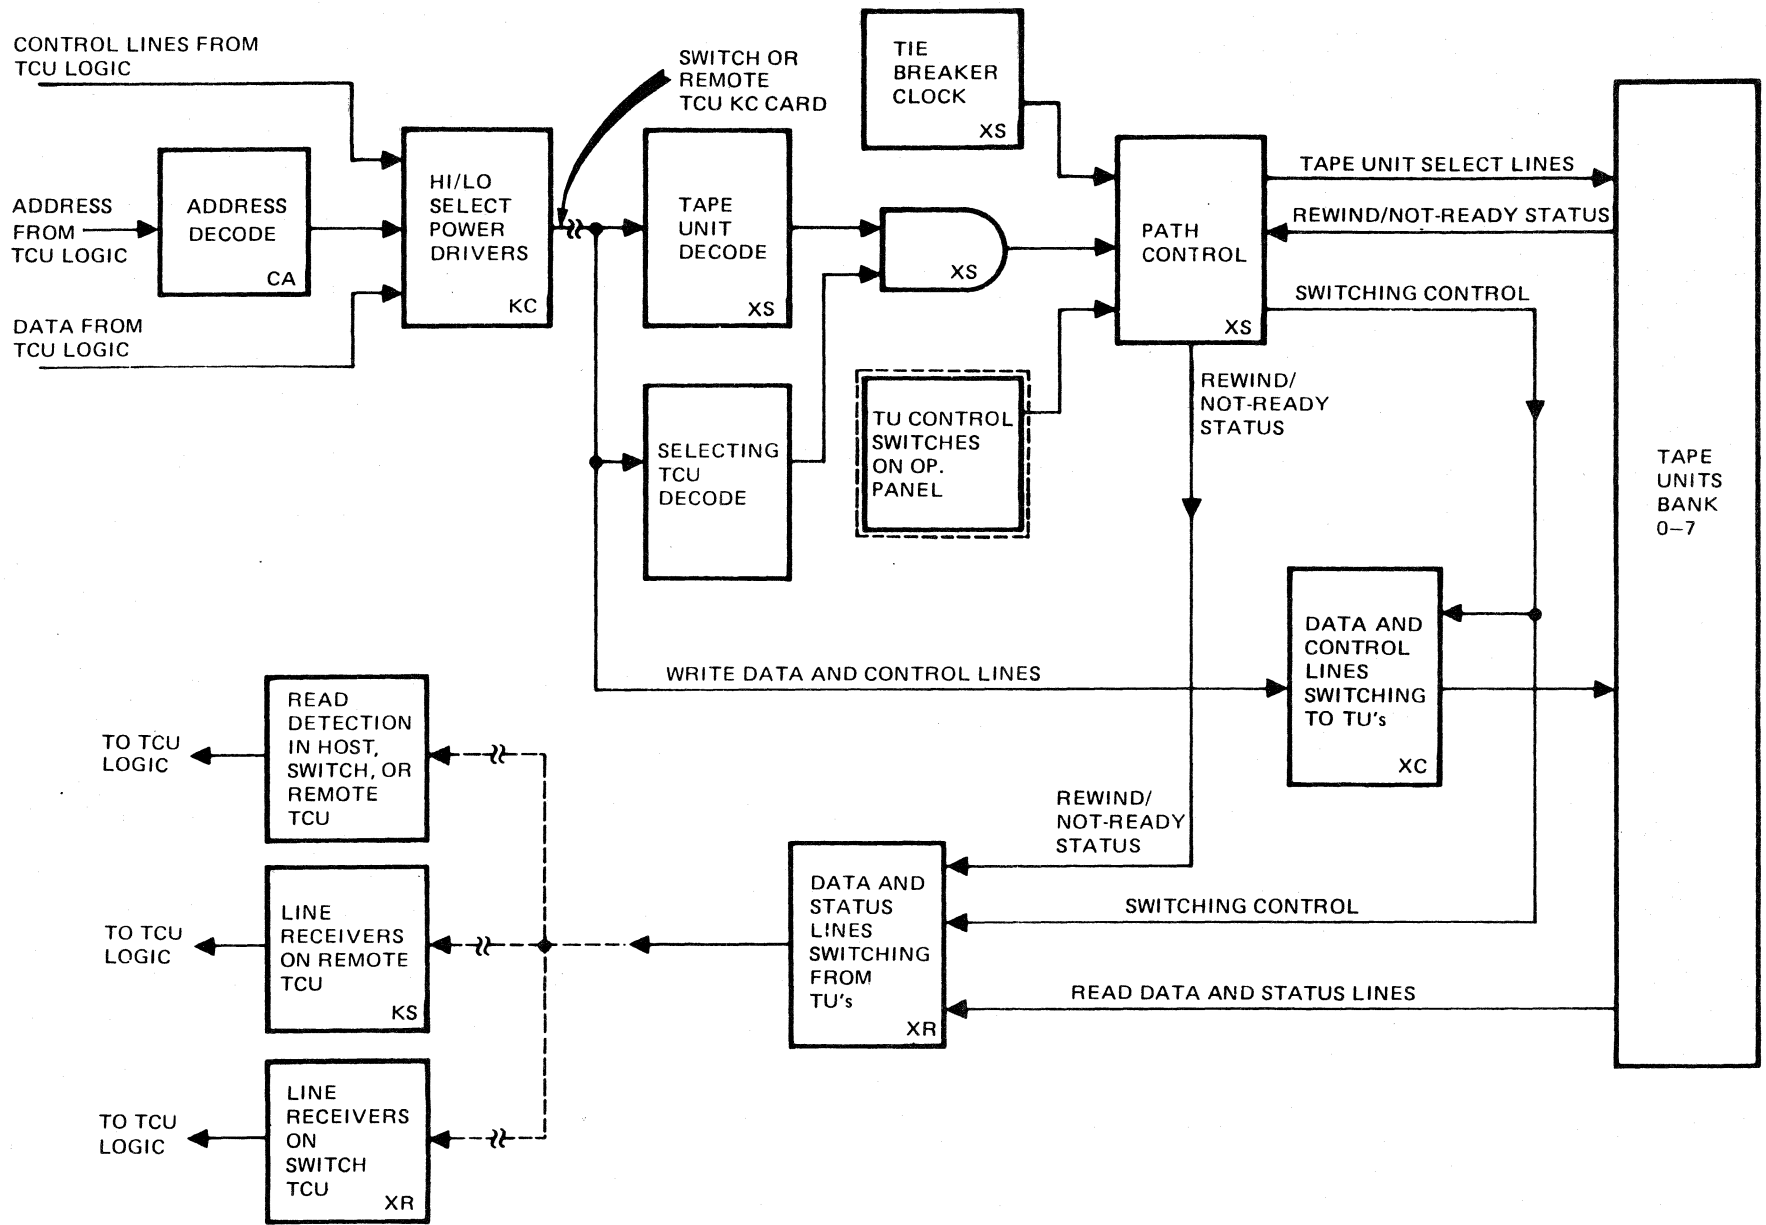 CONTROL LINES FROM
TCU LOGIC
ADDRESS
FROM
TCU LOGIC
DATA FROM
TCU LOGIC
ADDRESS
DECODE
CA
HI/LO
SELECT
POWER
DRIVERS
KC
SWITCH OR
REMOTE
TCU KC CARD
TAPE
UNIT
DECODE
XS
SELECTING
TCU
DECODE
TIE
BREAKER
CLOCK
XS
XS
TU CONTROL
SWITCHES
ON OP.
PANEL
PATH
CONTROL
XS
TAPE UNIT SELECT LINES
REWIND/NOT-READY STATUS
SWITCHING CONTROL
REWIND/
NOT-READY
STATUS
TAPE
UNITS
BANK
0–7
DATA AND
CONTROL
LINES
SWITCHING
TO TU's
XC
WRITE DATA AND CONTROL LINES
REWIND/
NOT-READY
STATUS
SWITCHING CONTROL
READ DATA AND STATUS LINES
DATA AND
STATUS
LINES
SWITCHING
FROM
TU's
XR
READ
DETECTION
IN HOST,
SWITCH, OR
REMOTE
TCU
TO TCU
LOGIC
LINE
RECEIVERS
ON REMOTE
TCU
KS
TO TCU
LOGIC
LINE
RECEIVERS
ON
SWITCH
TCU
XR
TO TCU
LOGIC